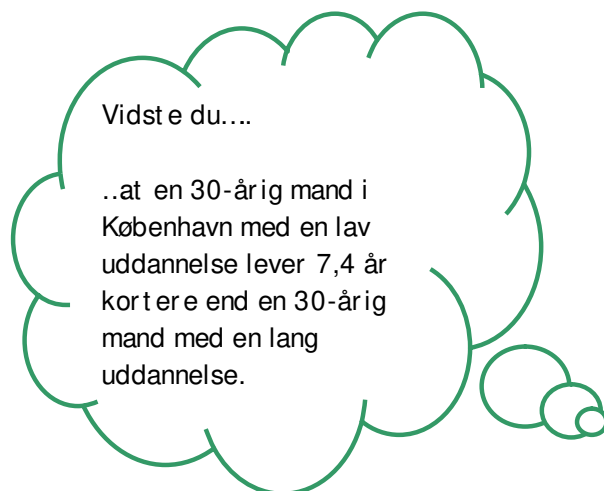 Vidste du....
..at en 30-årig mand i
København med en lav
uddannelse lever 7,4 år
kortere end en 30-årig
mand med en lang
uddannelse.